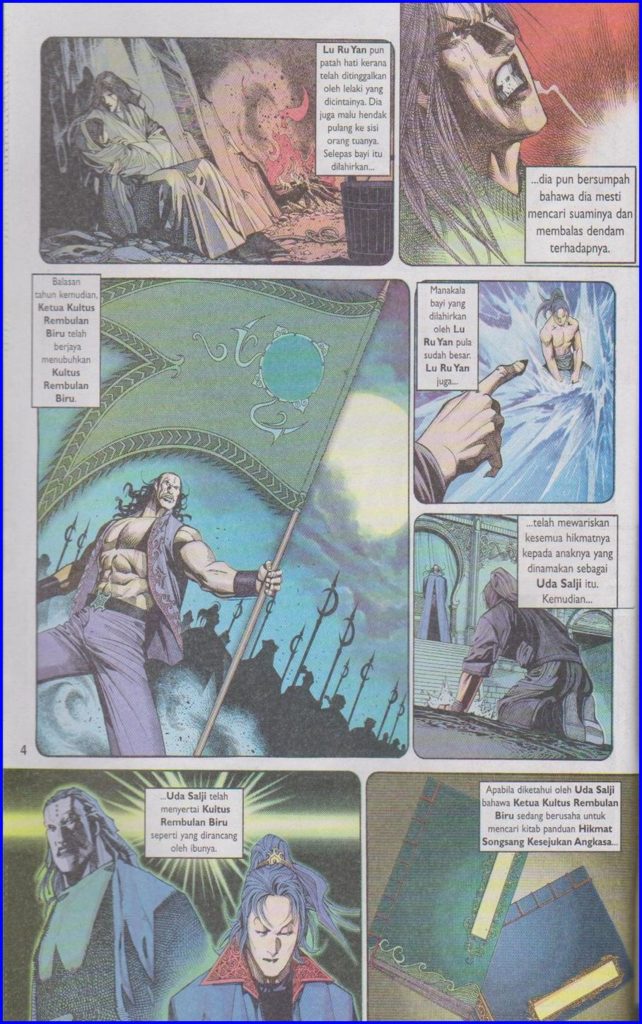 Lu Ru Yan pun
patah hati kerana
telah ditinggalkan
oleh lelaki yang
dicintainya. Dia
juga malu hendak
pulang ke sisi
orang tuanya.
Selepas bayi itu
dilahirkan...
...dia pun bersumpah
bahawa dia mesti
mencari suaminya dan
membalas dendam
terhadapnya.
Balasan
tahun kemudian,
Ketua Kultus
Rembulan
Biru telah
berjaya
menubuhkan
Kultus
Rembulan
Biru.
Manakala
bayi yang
dilahirkan
oleh Lu
Ru Yan pula
sudah besar.
Lu Ru Yan
juga...
...telah mewariskan
kesemua hikmatnya
kepada anaknya yang
dinamakan sebagai
Uda Salji itu.
Kemudian...
4
...Uda Salji telah
menyertai Kultus
Rembulan Biru
seperti yang dirancang
oleh ibunya.
Apabila diketahui oleh Uda Salji
bahawa Ketua Kultus Rembulan
Biru sedang berusaha untuk
mencari kitab panduan Hikmat
Songsang Kesejukan Angkasa...